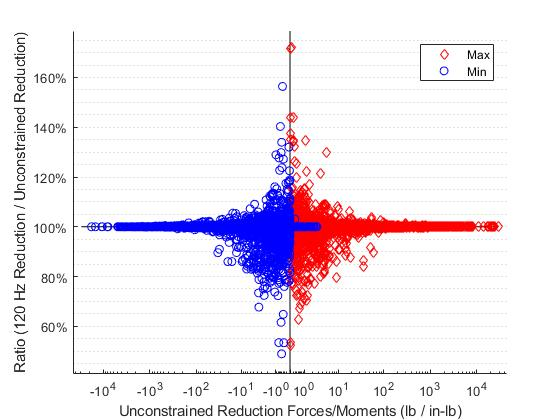 Ratio (120 Hz Reduction / Unconstrained Reduction)
160%
140%
120%
100%
80%
60%
Max
Min
-10^4 -10^3 -10^2 -10^1 -10^0 10^0 10^1 10^2 10^3 10^4
Unconstrained Reduction Forces/Moments (lb / in-lb)